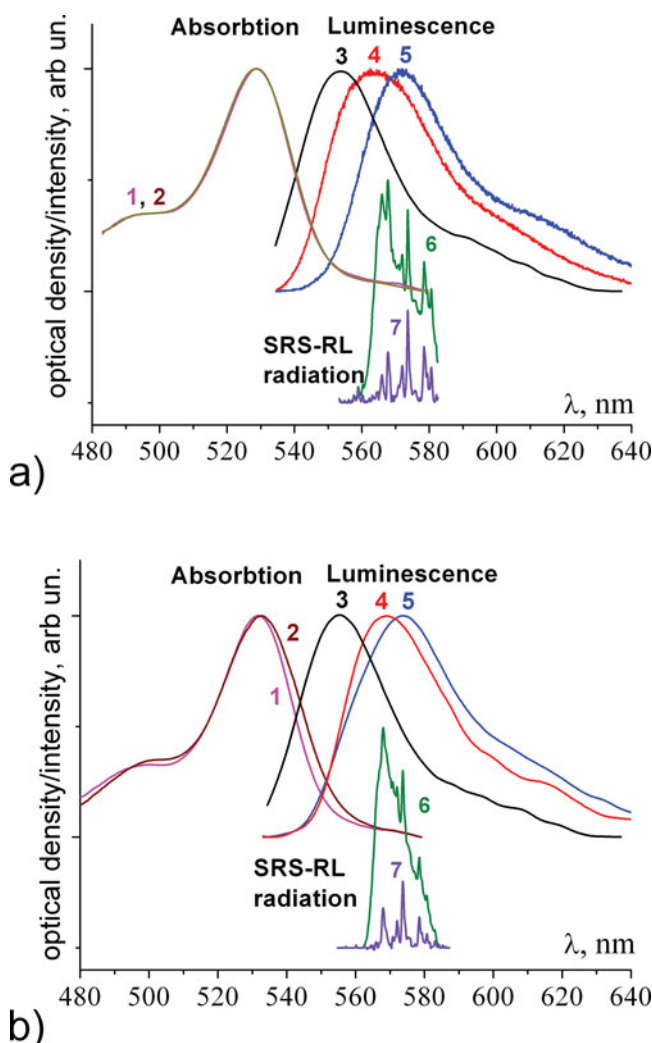 Absorbtion Luminescence
3 4 5
1, 2
6
SRS-RL
7
radiation
optical density/intensity, arb un.
λ, nm
480 500 520 540 560 580 600 620 640
a)
Absorbtion Luminescence
3 4 5
2
1
6
SRS-RL
7
radiation
optical density/intensity, arb un.
λ, nm
480 500 520 540 560 580 600 620 640
b)